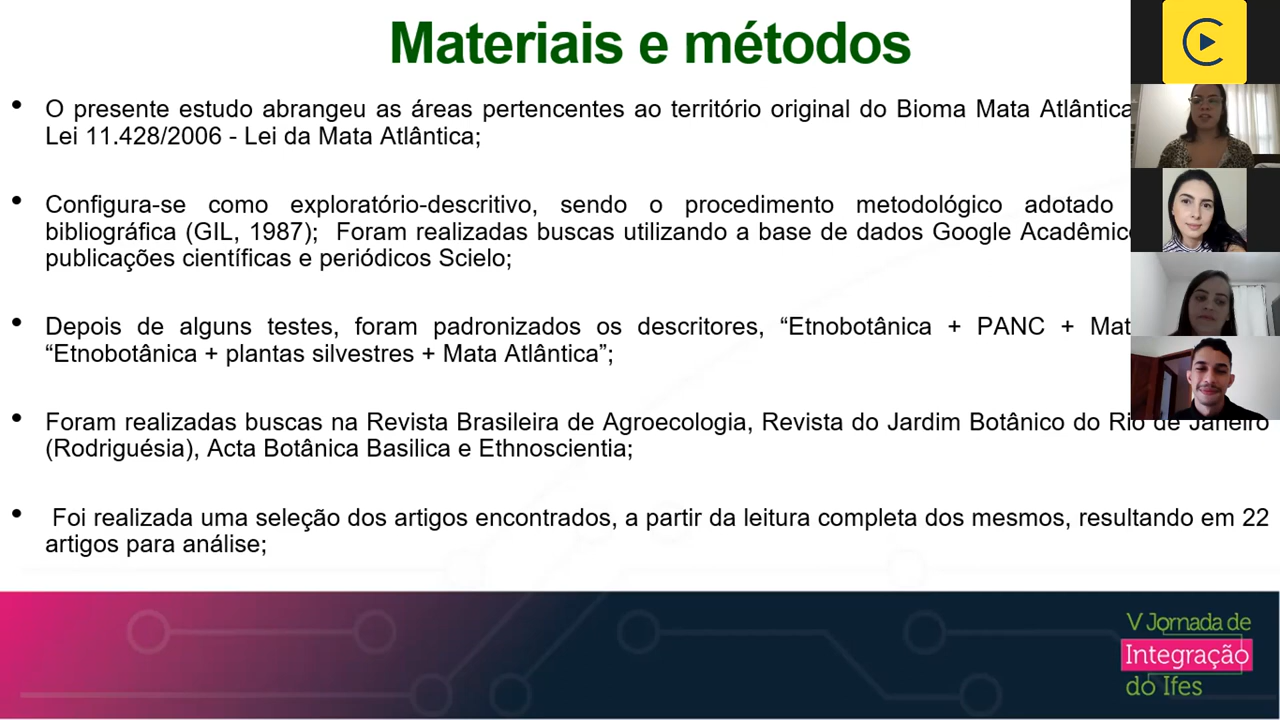 Materiais e métodos
• O presente estudo abrangeu as áreas pertencentes ao território original do Bioma Mata Atlântica
Lei 11.428/2006 - Lei da Mata Atlântica;
• Configura-se como exploratório-descritivo, sendo o procedimento metodológico adotado
bibliográfica (GIL, 1987); Foram realizadas buscas utilizando a base de dados Google
publicações científicas e periódicos Scielo;
• Depois de alguns testes, foram padronizados os descritores, “Etnobotânica + PANC +
“Etnobotânica + plantas silvestres + Mata Atlântica”;
• Foram realizadas buscas na Revista Brasileira de Agroecologia, Revista do Jardim Botânico do Rio de Janeiro
(Rodriguésia), Acta Botânica Basilica e Ethnoscientia;
• Foi realizada uma seleção dos artigos encontrados, a partir da leitura completa dos mesmos, resultando em 22
artigos para análise;
V Jornada de
Integração
do Ifes